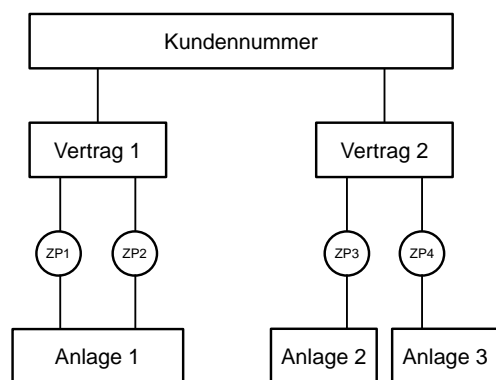 Kundennummer
Vertrag 1
Vertrag 2
ZP1
ZP2
ZP3
ZP4
Anlage 1
Anlage 2
Anlage 3